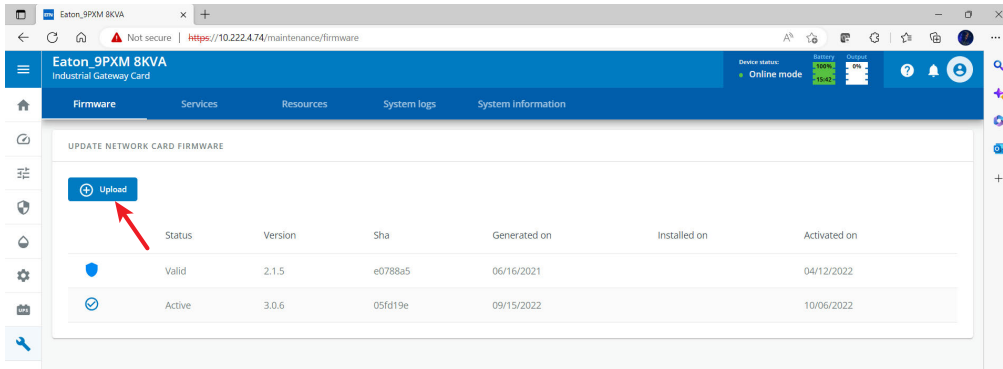 Eaton_9PXM 8KVA
Not secure | https://10.222.4.74/maintenance/firmware
Eaton_9PXM 8KVA
Industrial Gateway Card
Device status:
Online mode
Battery
100%
15:42
Output
0%
Firmware Services Resources System logs System information
UPDATE NETWORK CARD FIRMWARE
Upload
Status Version Sha Generated on Installed on Activated on
Valid 2.1.5 e0788a5 06/16/2021 04/12/2022
Active 3.0.6 05fd19e 09/15/2022 10/06/2022
UPS